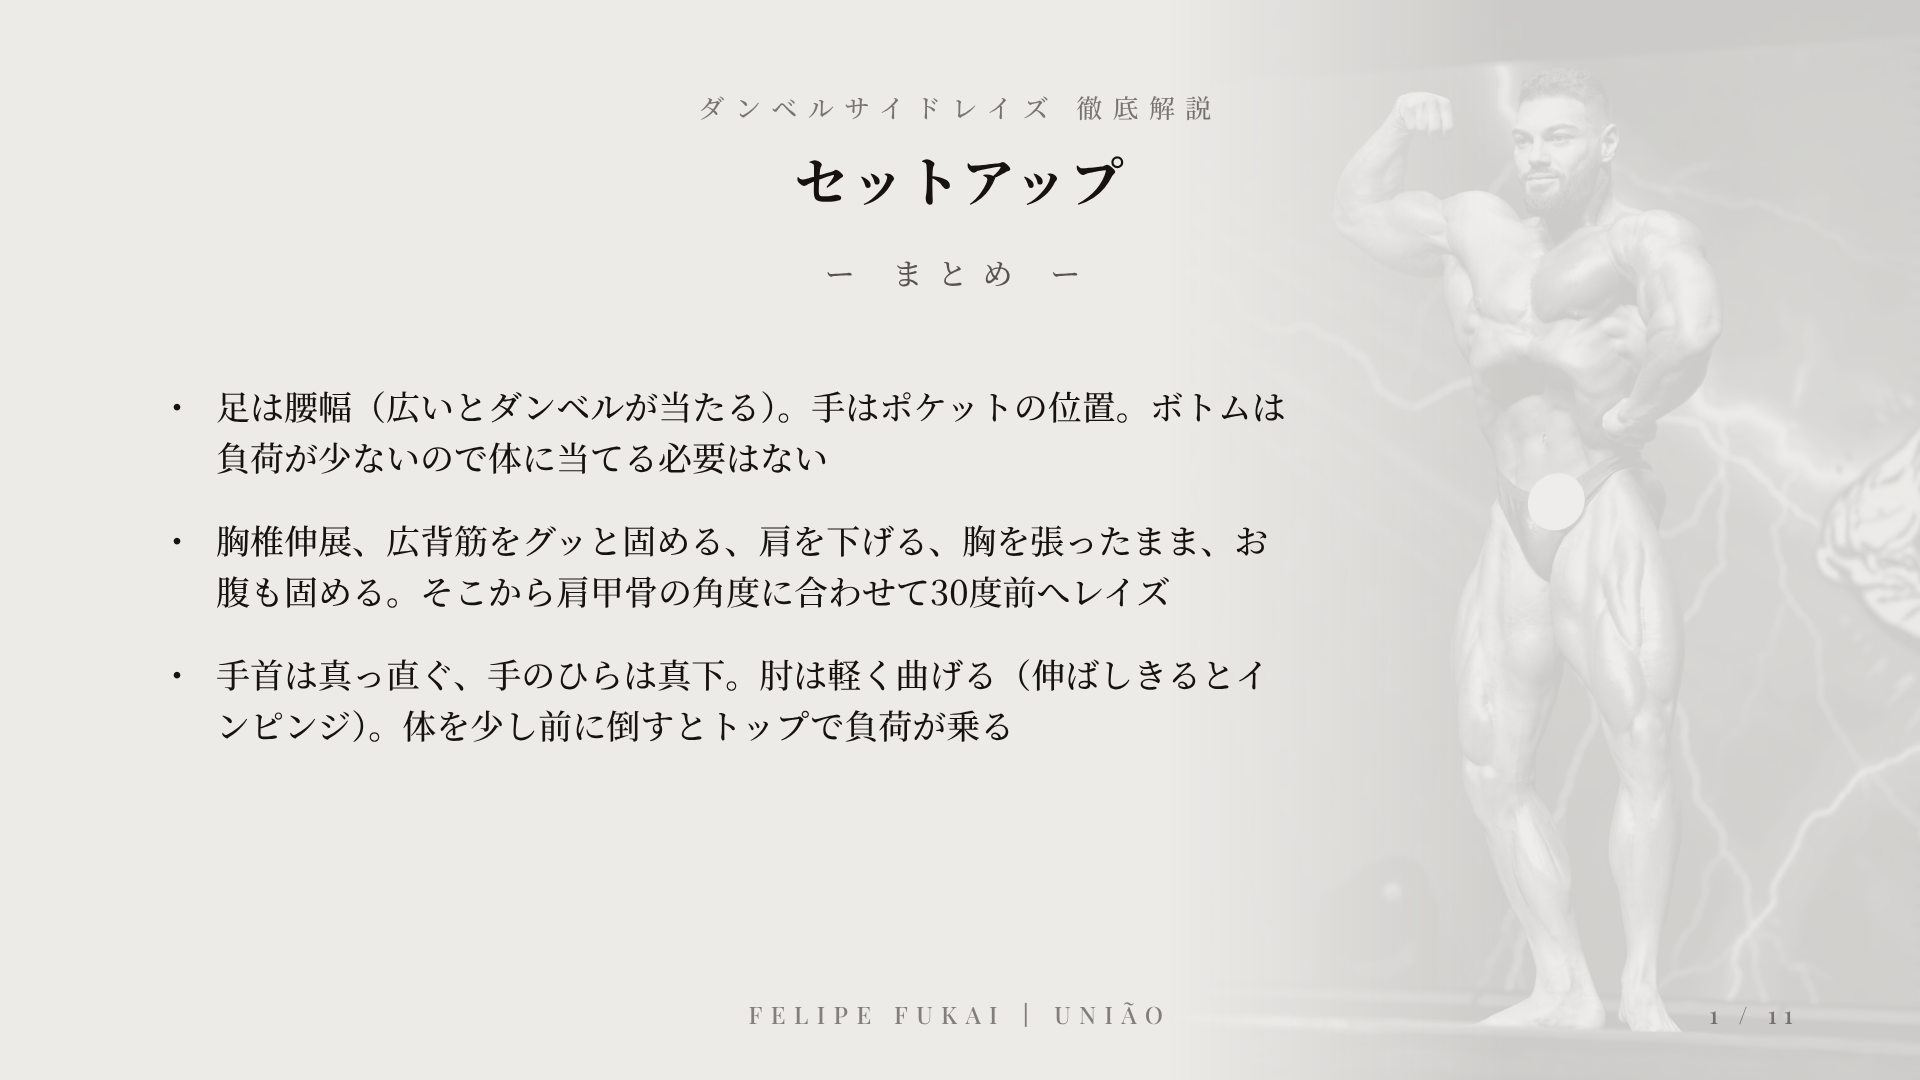 ダンベルサイドレイズ 徹底解説
セットアップ
ー まとめ ー
・ 足は腰幅（広いとダンベルが当たる）。手はポケットの位置。ボトムは
負荷が少ないので体に当てる必要はない
・ 胸椎伸展、広背筋をグッと固める、肩を下げる、胸を張ったまま、お
腹も固める。そこから肩甲骨の角度に合わせて30度前へレイズ
・ 手首は真っ直ぐ、手のひらは真下。肘は軽く曲げる（伸ばしきるとイ
ンピンジ）。体を少し前に倒すとトップで負荷が乗る
FELIPE FUKAI | UNIÃO
1 / 11